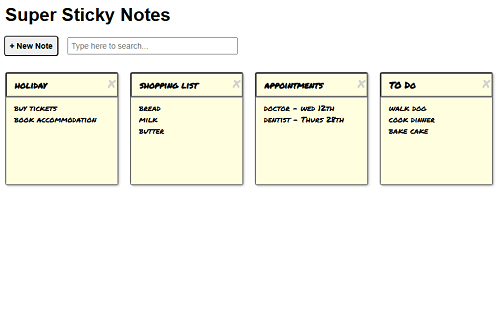 Super Sticky Notes
+ New Note
Type here to search...
HOLIDAY x
BUY TICKETS
BOOK ACCOMMODATION
SHOPPING LIST x
BREAD
MILK
BUTTER
APPOINTMENTS x
DOCTOR - WED 12TH
DENTIST - THURS 28TH
TO DO x
WALK DOG
COOK DINNER
BAKE CAKE